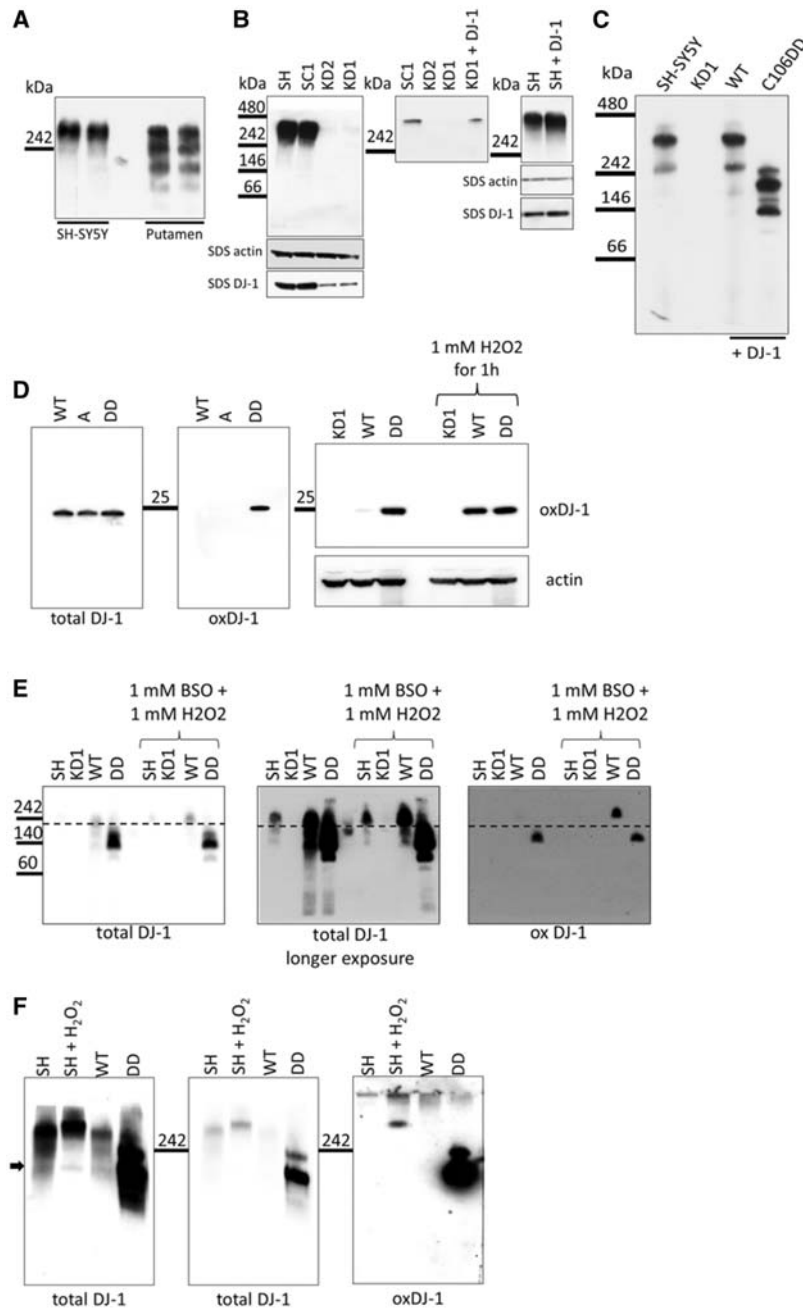 A
kDa
242
SH-SY5Y
Putamen
B
kDa
SH
SC1
KD2
KD1
480
242
146
66
SDS actin
SDS DJ-1
kDa
SC1
KD2
KD1
KD1 + DJ-1
242
kDa
SH
SH + DJ-1
242
SDS actin
SDS DJ-1
C
kDa
SH-SY5Y
KD1
WT
C106DD
480
242
146
66
+ DJ-1
D
WT
A
DD
25
total DJ-1
WT
A
DD
25
oxDJ-1
1 mM H2O2
for 1h
KD1
WT
DD
KD1
WT
DD
oxDJ-1
actin
E
1 mM BSO +
1 mM H2O2
SH
KD1
WT
DD
SH
KD1
WT
DD
242
140
60
total DJ-1
1 mM BSO +
1 mM H2O2
SH
KD1
WT
DD
SH
KD1
WT
DD
total DJ-1
longer exposure
1 mM BSO +
1 mM H2O2
SH
KD1
WT
DD
SH
KD1
WT
DD
ox DJ-1
F
SH
SH + H₂O₂
WT
DD
242
total DJ-1
SH
SH + H₂O₂
WT
DD
242
total DJ-1
SH
SH + H₂O₂
WT
DD
oxDJ-1